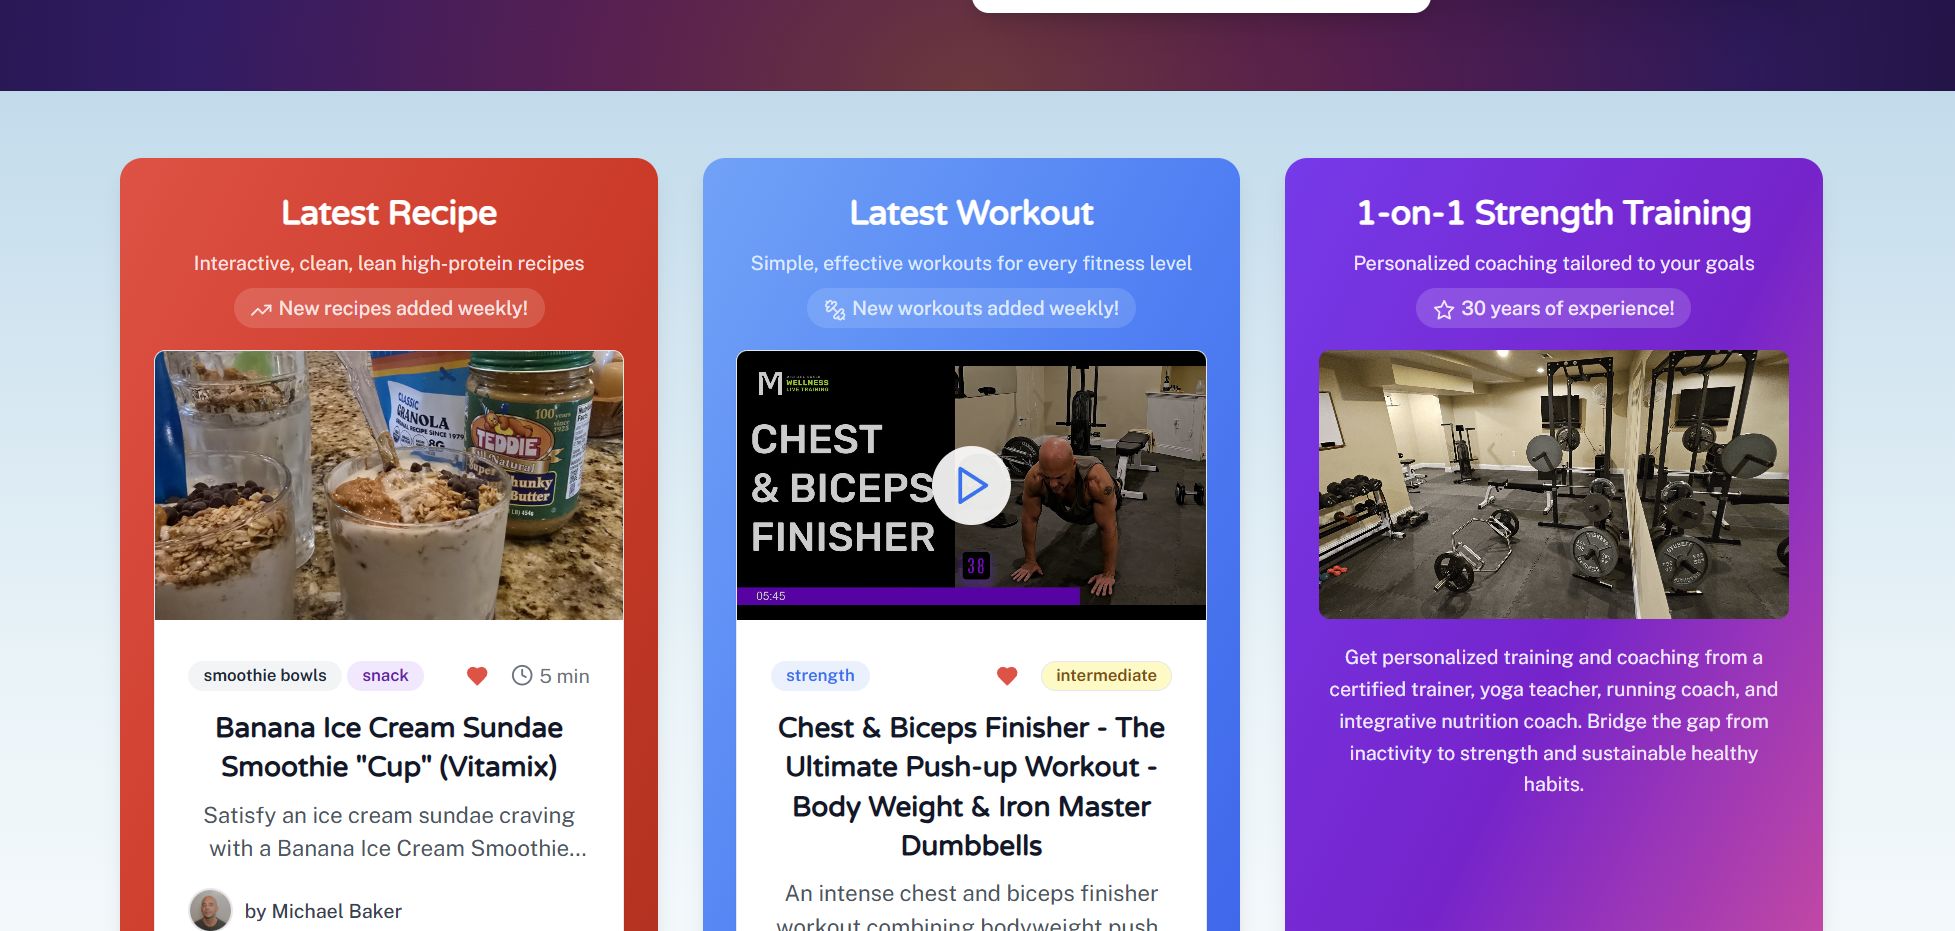 Latest Recipe
Interactive, clean, lean high-protein recipes
New recipes added weekly!
CLASSIC
GRANOLA
100
TEDDIE
All Natural
Super
Chunky
Butter
smoothie bowls
snack
5 min
Banana Ice Cream Sundae
Smoothie "Cup" (Vitamix)
Satisfy an ice cream sundae craving
with a Banana Ice Cream Smoothie...
by Michael Baker
Latest Workout
Simple, effective workouts for every fitness level
New workouts added weekly!
M WELLNESS
LIVE TRAINING
CHEST
& BICEPS
FINISHER
38
05:45
strength
intermediate
Chest & Biceps Finisher - The
Ultimate Push-up Workout -
Body Weight & Iron Master
Dumbbells
An intense chest and biceps finisher
workout combining bodyweight push
1-on-1 Strength Training
Personalized coaching tailored to your goals
30 years of experience!
Get personalized training and coaching from a
certified trainer, yoga teacher, running coach, and
integrative nutrition coach. Bridge the gap from
inactivity to strength and sustainable healthy
habits.